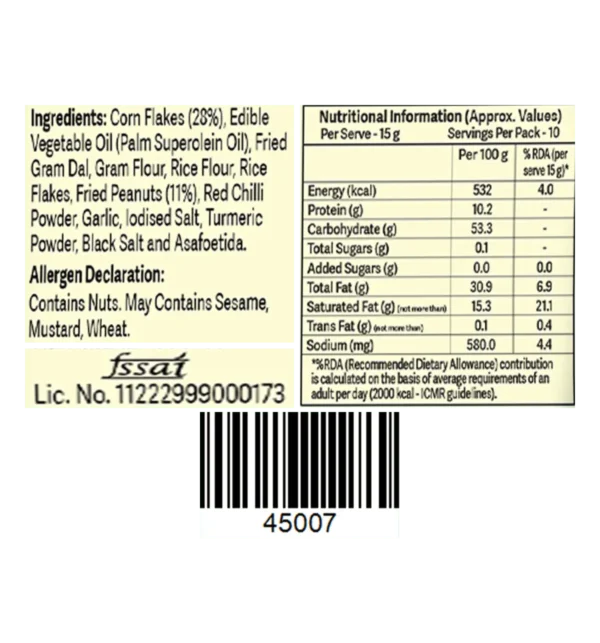 Ingredients: Corn Flakes (28%), Edible
Vegetable Oil (Palm Superolein Oil), Fried
Gram Dal, Gram Flour, Rice Flour, Rice
Flakes, Fried Peanuts (11%), Red Chilli
Powder, Garlic, Iodised Salt, Turmeric
Powder, Black Salt and Asafoetida.
Allergen Declaration:
Contains Nuts. May Contains Sesame,
Mustard, Wheat.
fssai
Lic. No. 11222999000173
Nutritional Information (Approx. Values)
Per Serve - 15 g Servings Per Pack - 10
Per 100 g %RDA (per
serve 15 g)*
Energy (kcal) 532 4.0
Protein (g) 10.2 -
Carbohydrate (g) 53.3 -
Total Sugars (g) 0.1 -
Added Sugars (g) 0.0 0.0
Total Fat (g) 30.9 6.9
Saturated Fat (g) (not more than) 15.3 21.1
Trans Fat (g) (not more than) 0.1 0.4
Sodium (mg) 580.0 4.4
*%RDA (Recommended Dietary Allowance) contribution
is calculated on the basis of average requirements of an
adult per day (2000 kcal - ICMR guidelines).
45007